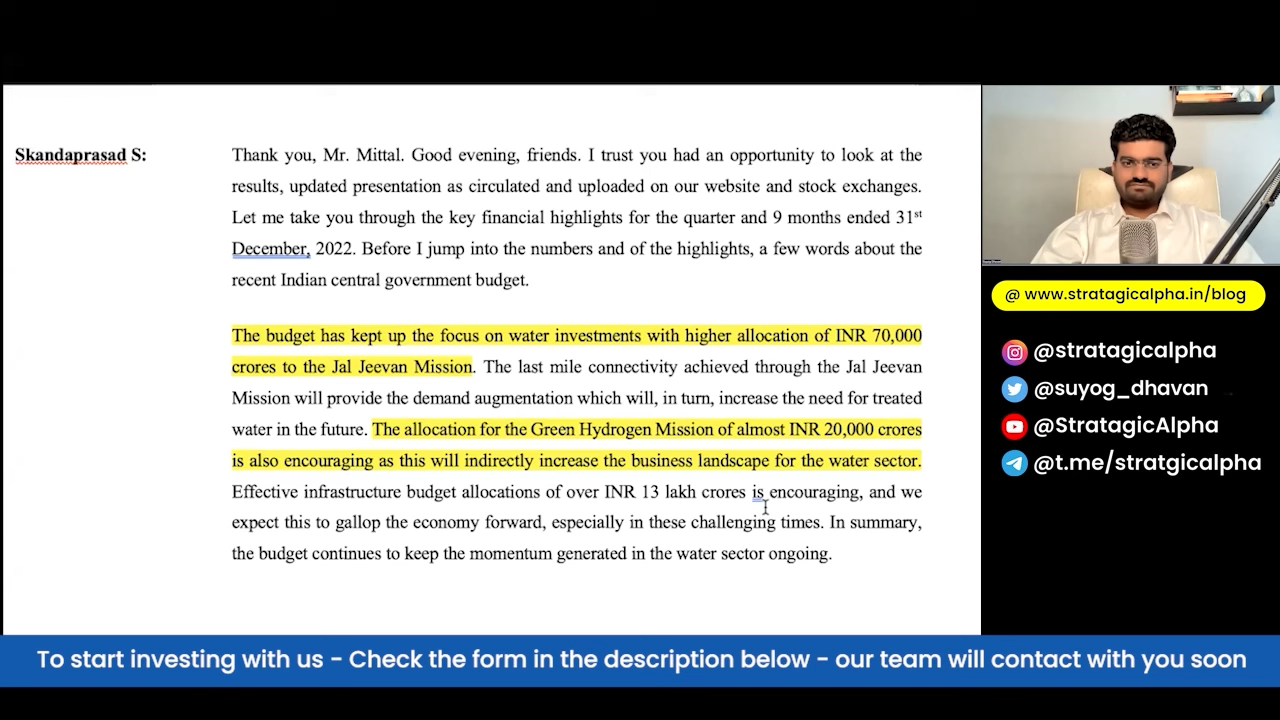 Skandaprasad S:
Thank you, Mr. Mittal. Good evening, friends. I trust you had an opportunity to look at the
results, updated presentation as circulated and uploaded on our website and stock exchanges.
Let me take you through the key financial highlights for the quarter and 9 months ended 31st
December, 2022. Before I jump into the numbers and of the highlights, a few words about the
recent Indian central government budget.
The budget has kept up the focus on water investments with higher allocation of INR 70,000
crores to the Jal Jeevan Mission. The last mile connectivity achieved through the Jal Jeevan
Mission will provide the demand augmentation which will, in turn, increase the need for treated
water in the future. The allocation for the Green Hydrogen Mission of almost INR 20,000 crores
is also encouraging as this will indirectly increase the business landscape for the water sector.
Effective infrastructure budget allocations of over INR 13 lakh crores is encouraging, and we
expect this to gallop the economy forward, especially in these challenging times. In summary,
the budget continues to keep the momentum generated in the water sector ongoing.
@ www.stratagicalpha.in/blog
@stratagicalpha
@suyog_dhavan
@StratagicAlpha
@t.me/stratgicalpha
To start investing with us - Check the form in the description below - our team will contact with you soon